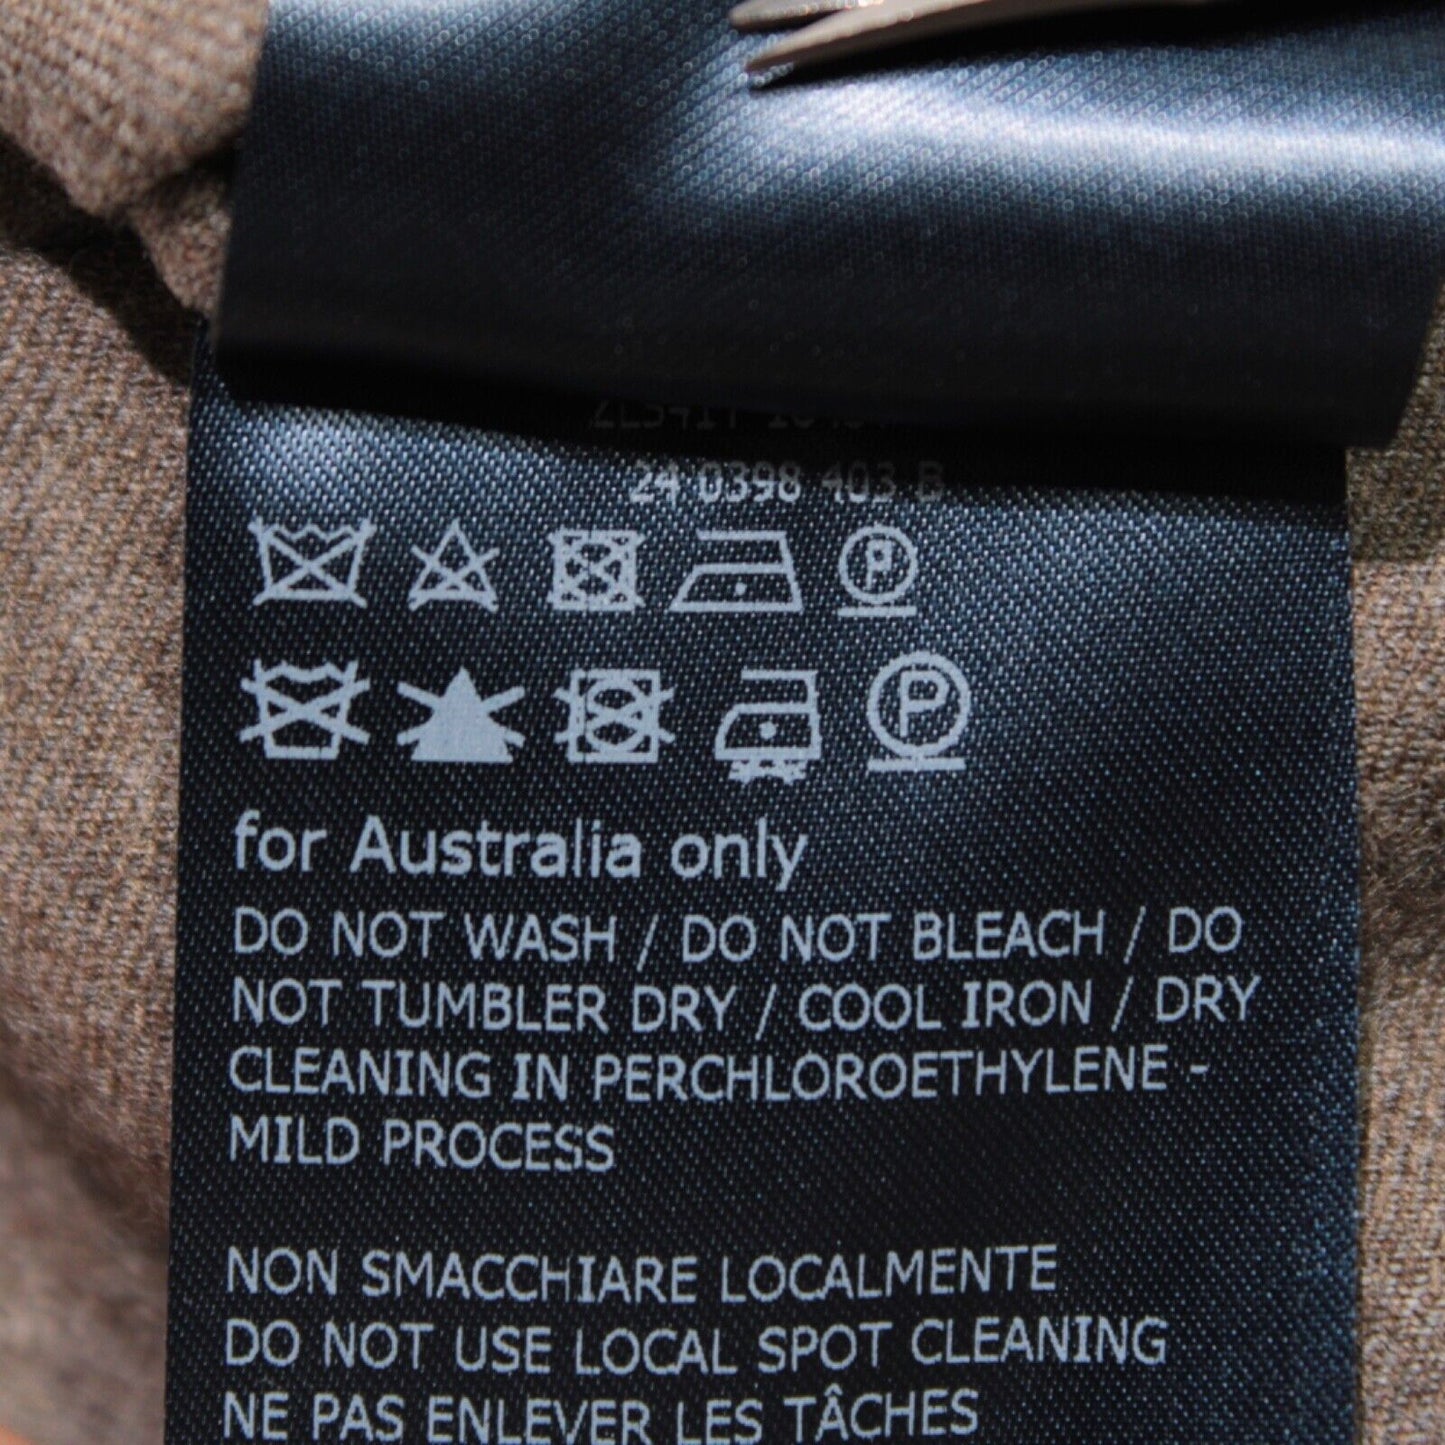 24 0398 403 B
P
P
for Australia only
DO NOT WASH / DO NOT BLEACH / DO
NOT TUMBLER DRY / COOL IRON / DRY
CLEANING IN PERCHLOROETHYLENE -
MILD PROCESS
NON SMACCHIARE LOCALMENTE
DO NOT USE LOCAL SPOT CLEANING
NE PAS ENLEVER LES TÂCHES